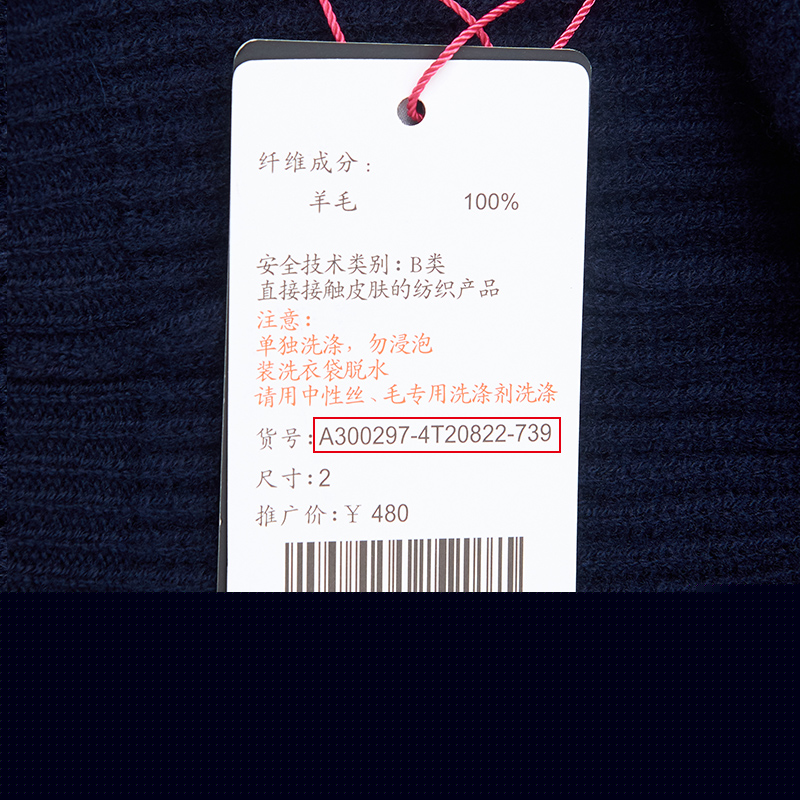 纤维成分:
羊毛 100%
安全技术类别:B类
直接接触皮肤的纺织产品
注意:
单独洗涤，勿浸泡
装洗衣袋脱水
请用中性丝、毛专用洗涤剂洗涤
货号:A300297-4T20822-739
尺寸:2
推广价:¥ 480